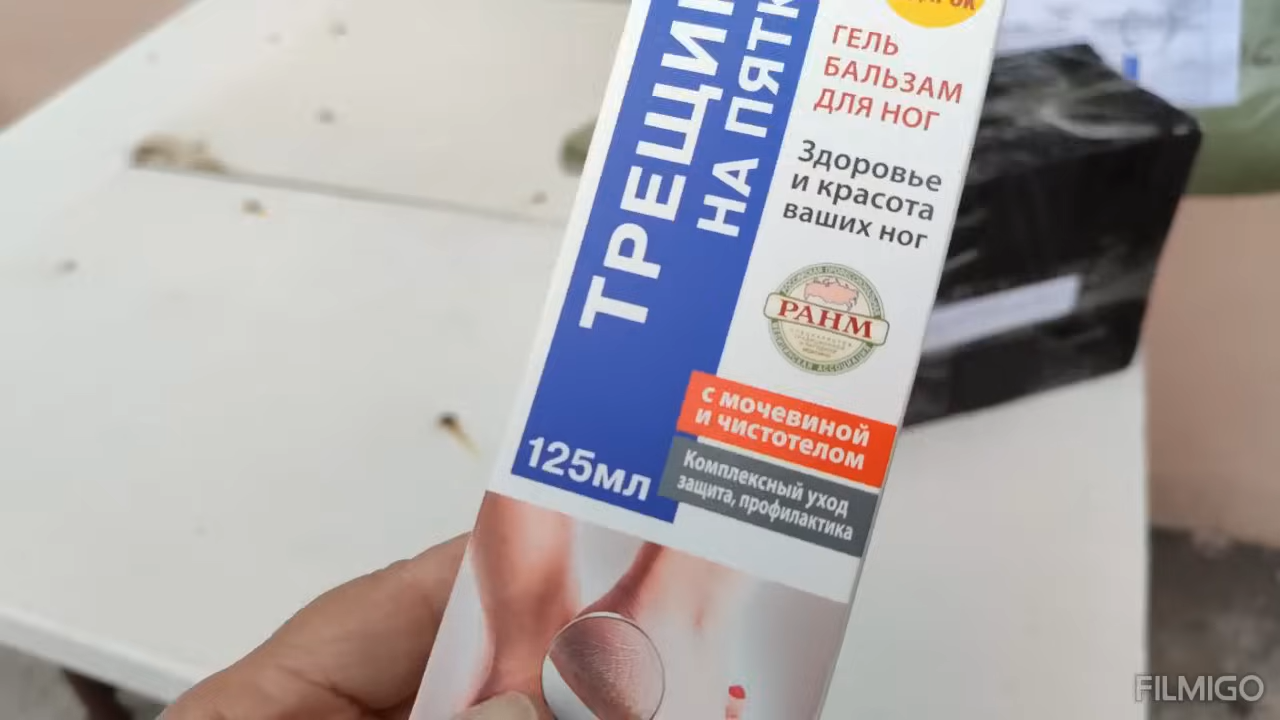 ГЕЛЬ
БАЛЬЗАМ
ДЛЯ НОГ
ТРЕЩИН
НА ПЯТК
Здоровье
и красота
ваших ног
РАНМ
с мочевиной
и чистотелом
125мл
Комплексный уход
защита, профилактика
FILMIGO